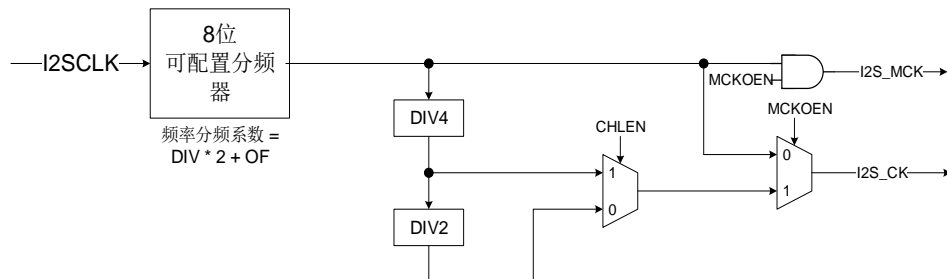 I2SCLK
8位
可配置分频
器
频率分频系数 =
DIV * 2 + OF
DIV4
DIV2
CHLEN
1
0
MCKOEN
I2S_MCK
MCKOEN
0
1
I2S_CK